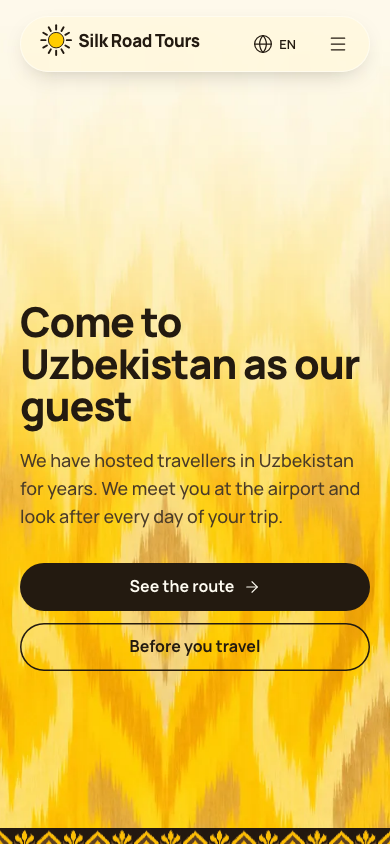 Silk Road Tours
EN
Come to
Uzbekistan as our
guest
We have hosted travellers in Uzbekistan
for years. We meet you at the airport and
look after every day of your trip.
See the route
Before you travel